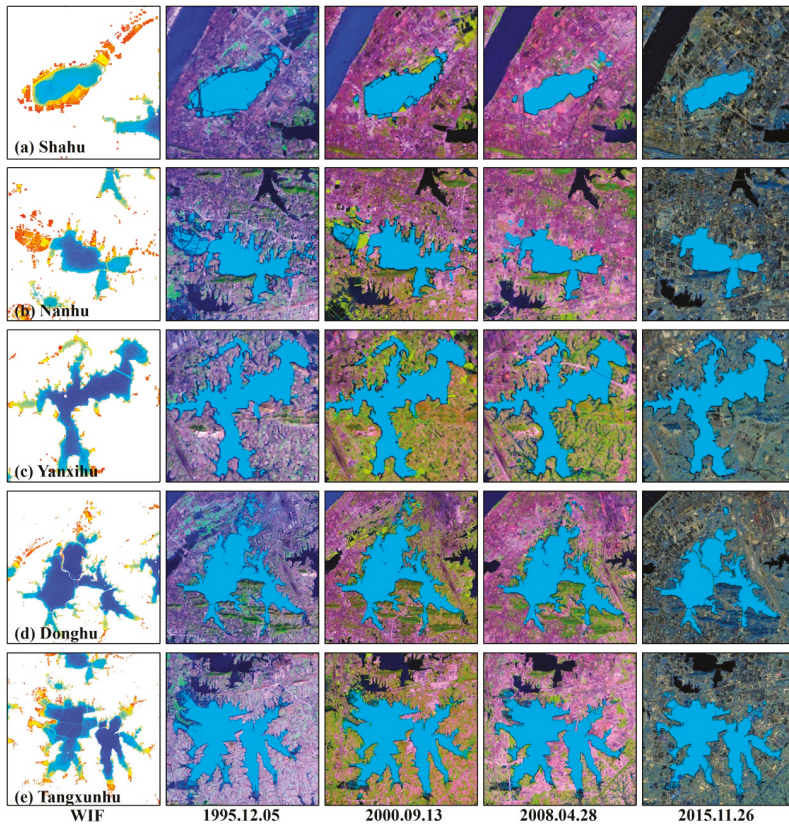 (a) Shahu
(b) Nanhu
(c) Yanxihu
(d) Donghu
(e) Tangxunhu
WIF 1995.12.05 2000.09.13 2008.04.28 2015.11.26